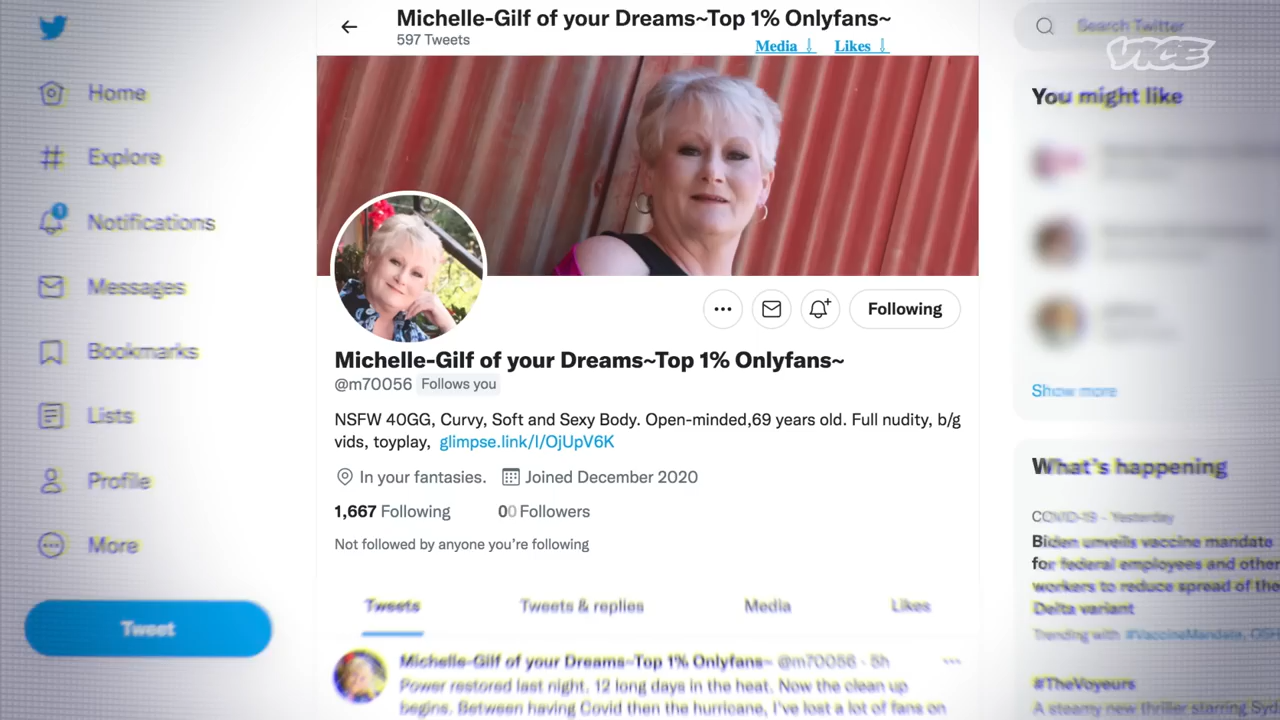 Michelle-Gilf of your Dreams~Top 1% Onlyfans~
597 Tweets
Media ⇩ Likes ⇩
Search Twitter
VICE
Home
Explore
1
Notifications
Messages
Bookmarks
Lists
Profile
More
Tweet
Following
Michelle-Gilf of your Dreams~Top 1% Onlyfans~
@m70056 Follows you
NSFW 40GG, Curvy, Soft and Sexy Body. Open-minded,69 years old. Full nudity, b/g
vids, toyplay, glimpse.link/l/OjUpV6K
In your fantasies. Joined December 2020
1,667 Following 00 Followers
Not followed by anyone you're following
Tweets Tweets & replies Media Likes
Michelle-Gilf of your Dreams~Top 1% Onlyfans~ @m70056 · 5h
Power restored last night. 12 long days in the heat. Now the clean up
begins. Between having Covid then the hurricane, I've lost a lot of fans on
You might like
Show more
What's happening
COVID-19 · Yesterday
Biden unveils vaccine mandate
for federal employees and other
workers to reduce spread of the
Delta variant
Trending with #VaccineMandate,
#TheVoyeurs
A steamy new thriller starring Syd